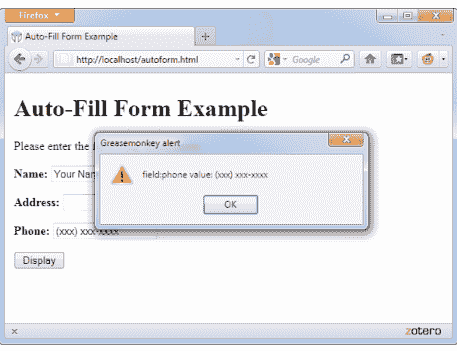 Firefox
Auto-Fill Form Example
http://localhost/autoform.html
Google
Auto-Fill Form Example
Please enter the f
Greasemonkey alert
field:phone value: (xxx) xxx-xxxx
OK
Name: Your Nam
Address:
Phone: (xxx) xxx-xxxx
Display
zotero